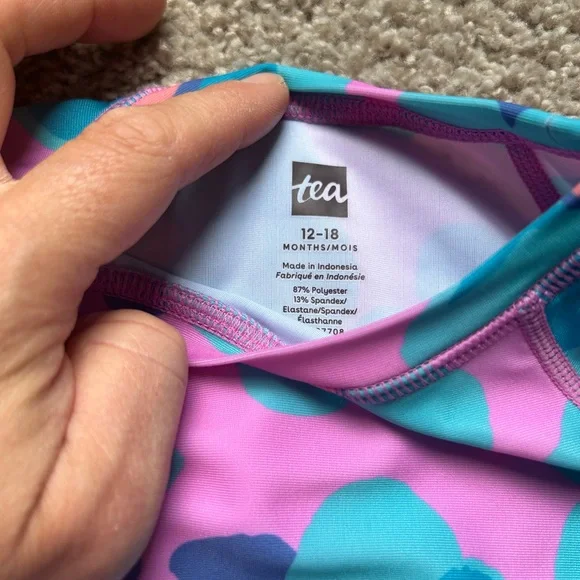 tea
12-18
MONTHS/MOIS
Made in Indonesia
Fabriqué en Indonésie
87% Polyester
13% Spandex/
Elastane/Spandex/
Élasthanne